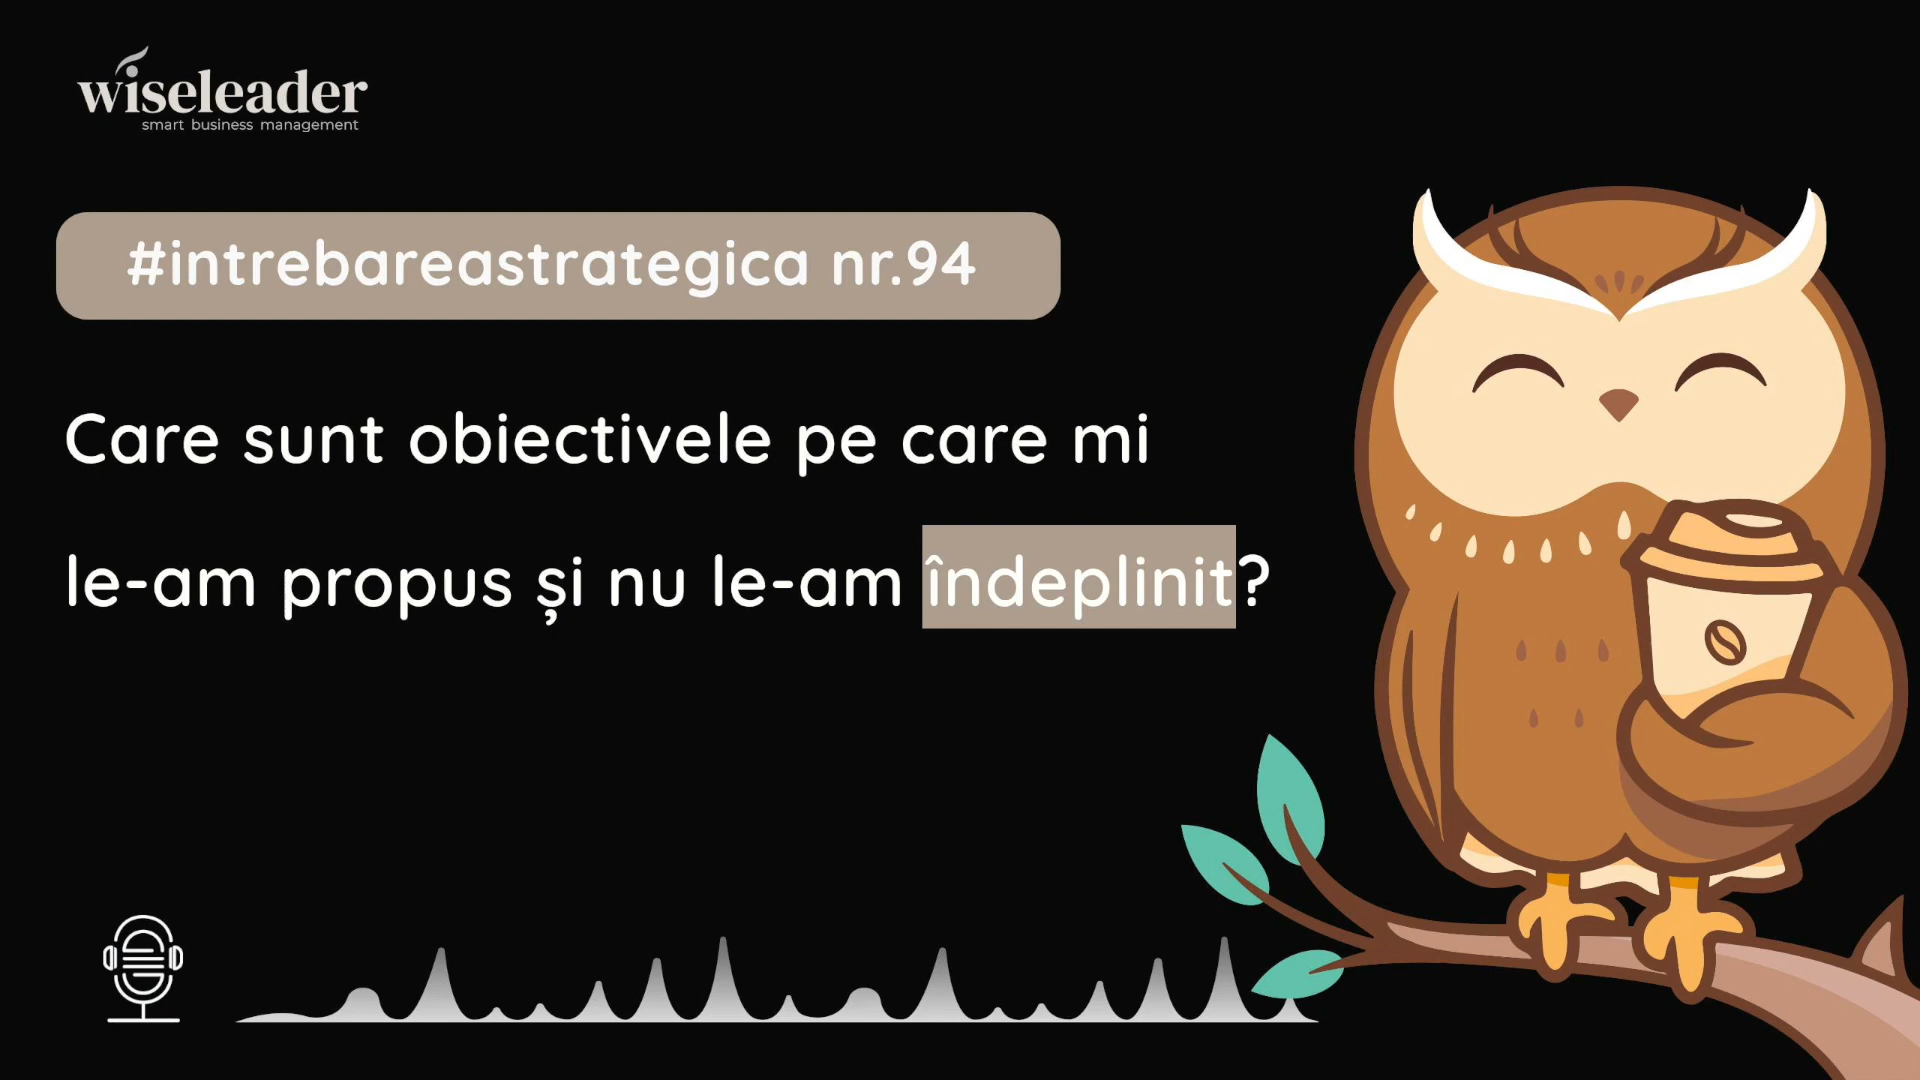 wiseleader
smart business management
#intrebareastrategica nr.94
Care sunt obiectivele pe care mi
le-am propus și nu le-am îndeplinit?